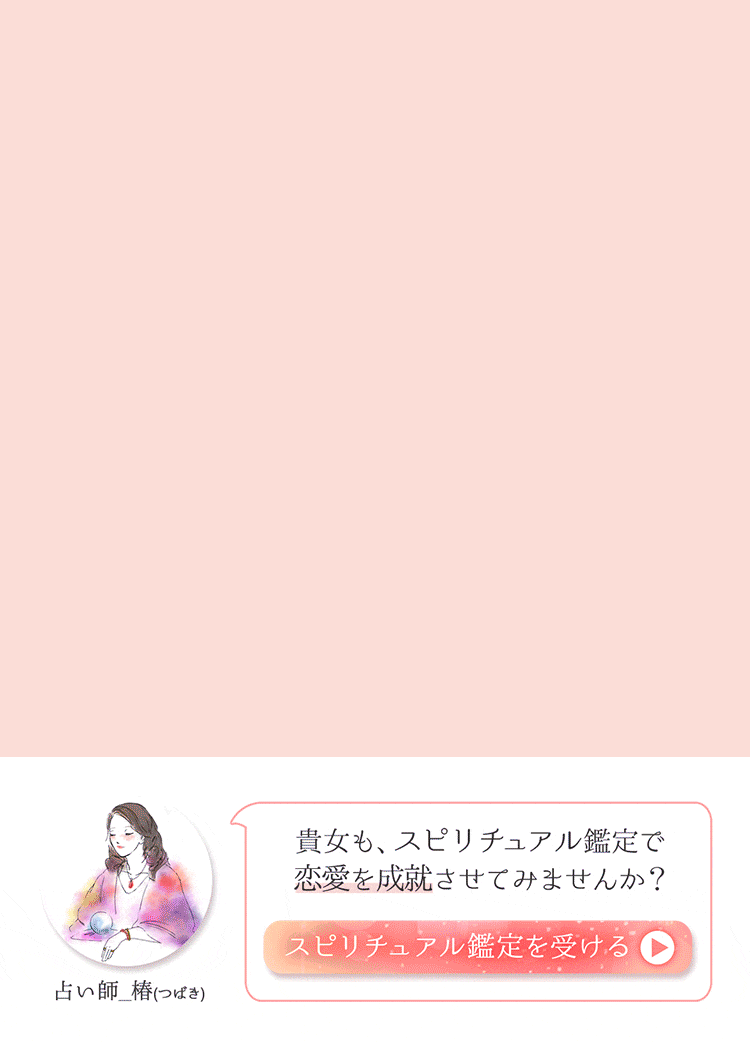 貴女も、スピリチュアル鑑定で
恋愛を成就させてみませんか？
スピリチュアル鑑定を受ける
占い師_椿(つばき)